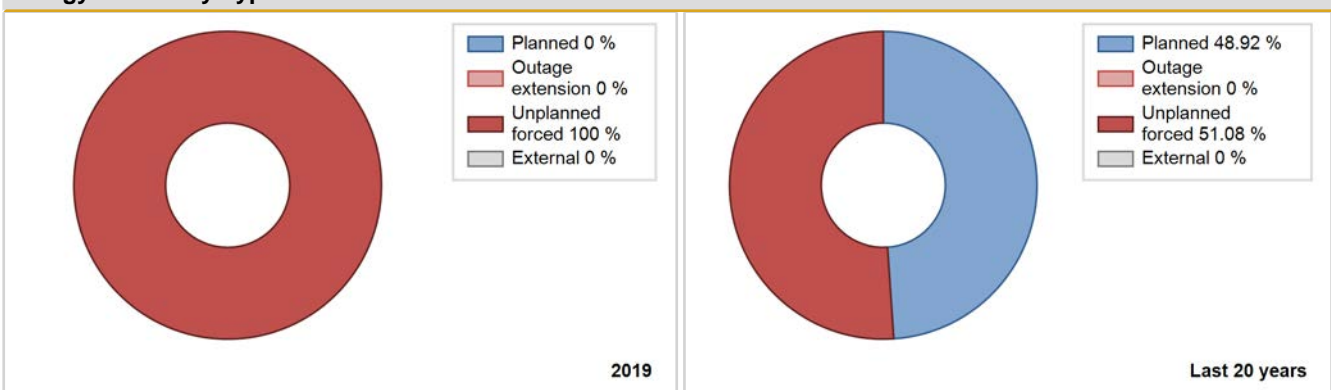 Planned 0 %
Outage
extension 0 %
Unplanned
forced 100 %
External 0 %
2019
Planned 48.92 %
Outage
extension 0 %
Unplanned
forced 51.08 %
External 0 %
Last 20 years